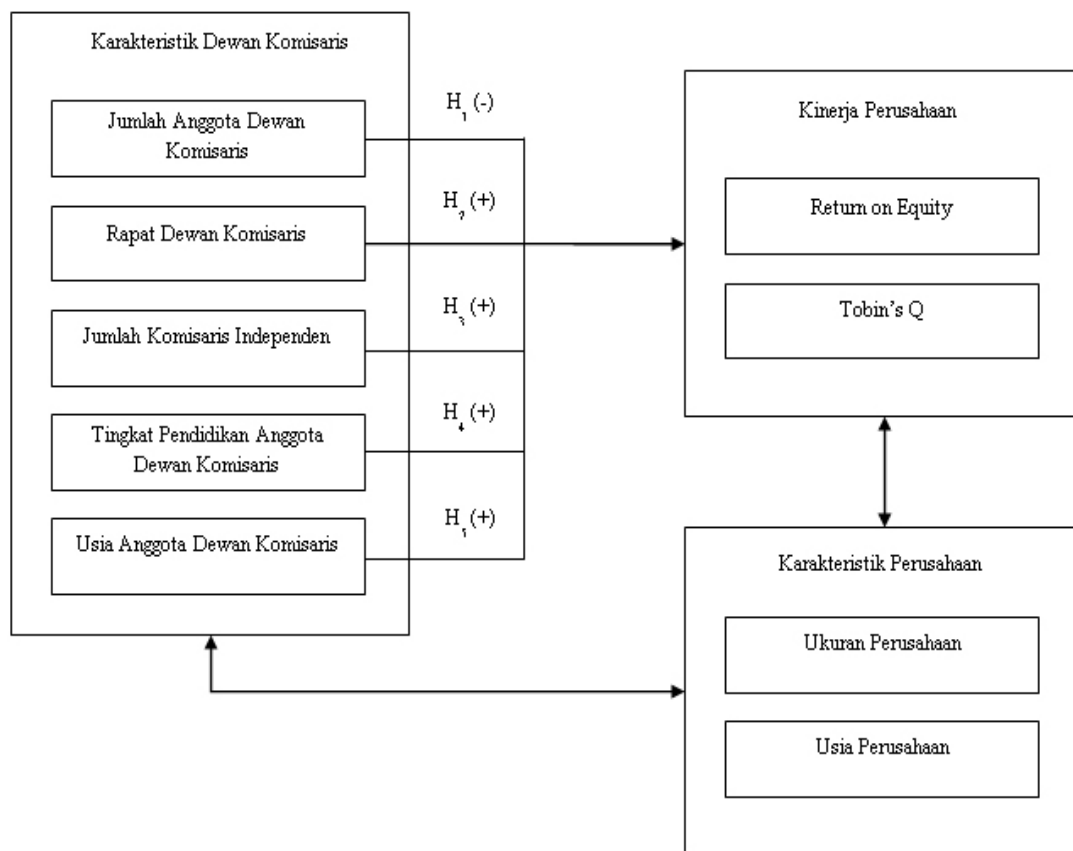 Karakteristik Dewan Komisaris
Jumlah Anggota Dewan
Komisaris
Rapat Dewan Komisaris
Jumlah Komisaris Independen
Tingkat Pendidikan Anggota
Dewan Komisaris
Usia Anggota Dewan Komisaris
H₁ (-)
H₂ (+)
H₃ (+)
H₄ (+)
H₅ (+)
Kinerja Perusahaan
Return on Equity
Tobin’s Q
Karakteristik Perusahaan
Ukuran Perusahaan
Usia Perusahaan